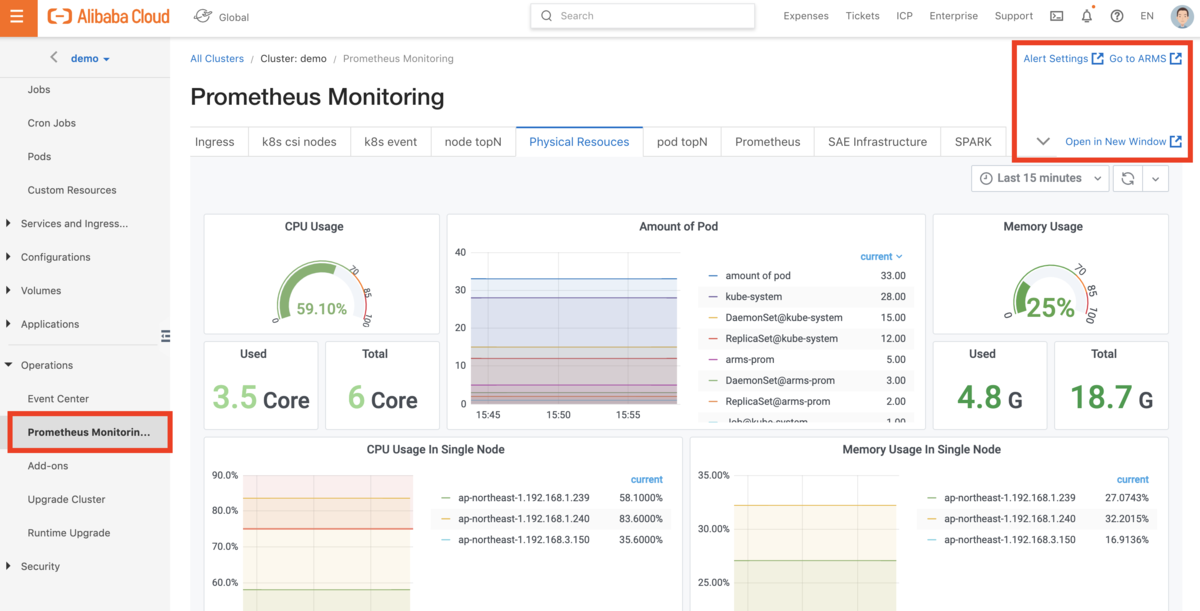 Alibaba Cloud
Global
Search
Expenses
Tickets
ICP
Enterprise
Support
EN
demo
Jobs
Cron Jobs
Pods
Custom Resources
Services and Ingress...
Configurations
Volumes
Applications
Operations
Event Center
Prometheus Monitorin...
Add-ons
Upgrade Cluster
Runtime Upgrade
Security
All Clusters / Cluster: demo / Prometheus Monitoring
Alert Settings
Go to ARMS
Prometheus Monitoring
Ingress
k8s csi nodes
k8s event
node topN
Physical Resouces
pod topN
Prometheus
SAE Infrastructure
SPARK
Open in New Window
Last 15 minutes
CPU Usage
0
70
85
100
59.10%
Used
3.5 Core
Total
6 Core
Amount of Pod
40
30
20
10
0
15:45
15:50
15:55
current
amount of pod 33.00
kube-system 28.00
DaemonSet@kube-system 15.00
ReplicaSet@kube-system 12.00
arms-prom 5.00
DaemonSet@arms-prom 3.00
ReplicaSet@arms-prom 2.00
Job@kube-system 1.00
Memory Usage
0
70
85
100
25%
Used
4.8 G
Total
18.7 G
CPU Usage In Single Node
90.0%
80.0%
70.0%
60.0%
current
ap-northeast-1.192.168.1.239 58.1000%
ap-northeast-1.192.168.1.240 83.6000%
ap-northeast-1.192.168.3.150 35.6000%
Memory Usage In Single Node
35.00%
30.00%
25.00%
current
ap-northeast-1.192.168.1.239 27.0743%
ap-northeast-1.192.168.1.240 32.2015%
ap-northeast-1.192.168.3.150 16.9136%